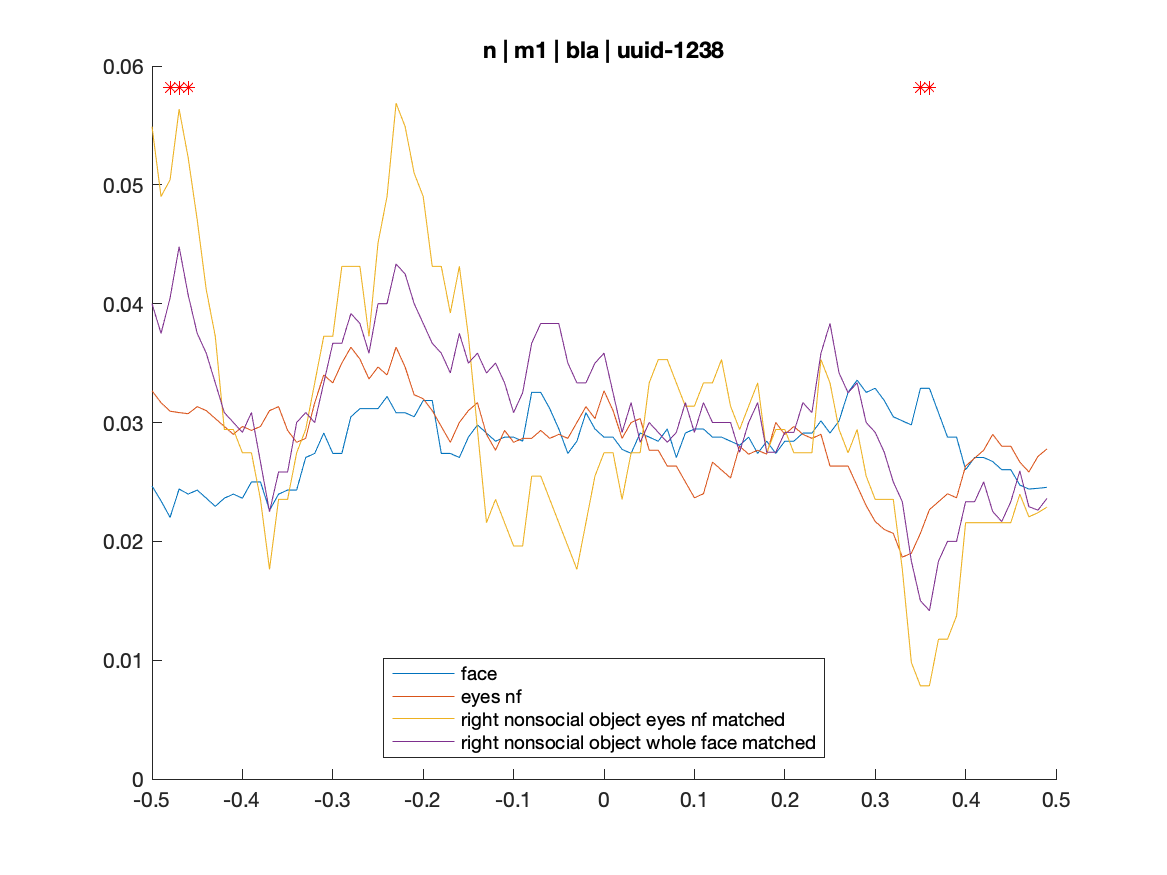 n | m1 | bla | uuid-1238
0.06
0.05
0.04
0.03
0.02
0.01
0
-0.5 -0.4 -0.3 -0.2 -0.1 0 0.1 0.2 0.3 0.4 0.5
face
eyes nf
right nonsocial object eyes nf matched
right nonsocial object whole face matched